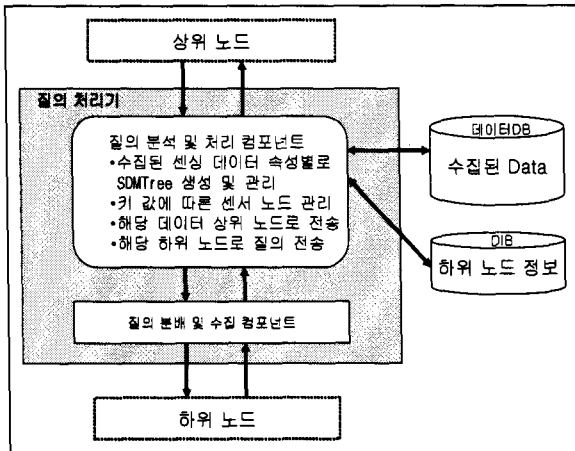 상위 노드
질의 처리기
질의 분석 및 처리 컴포넌트
•수집된 센싱 데이터 속성별로
SDMTree 생성 및 관리
•키 값에 따른 센서 노드 관리
•해당 데이터 상위 노드로 전송
•해당 하위 노드로 질의 전송
데이터DB
수집된 Data
DIB
하위 노드 정보
질의 분배 및 수집 컴포넌트
하위 노드